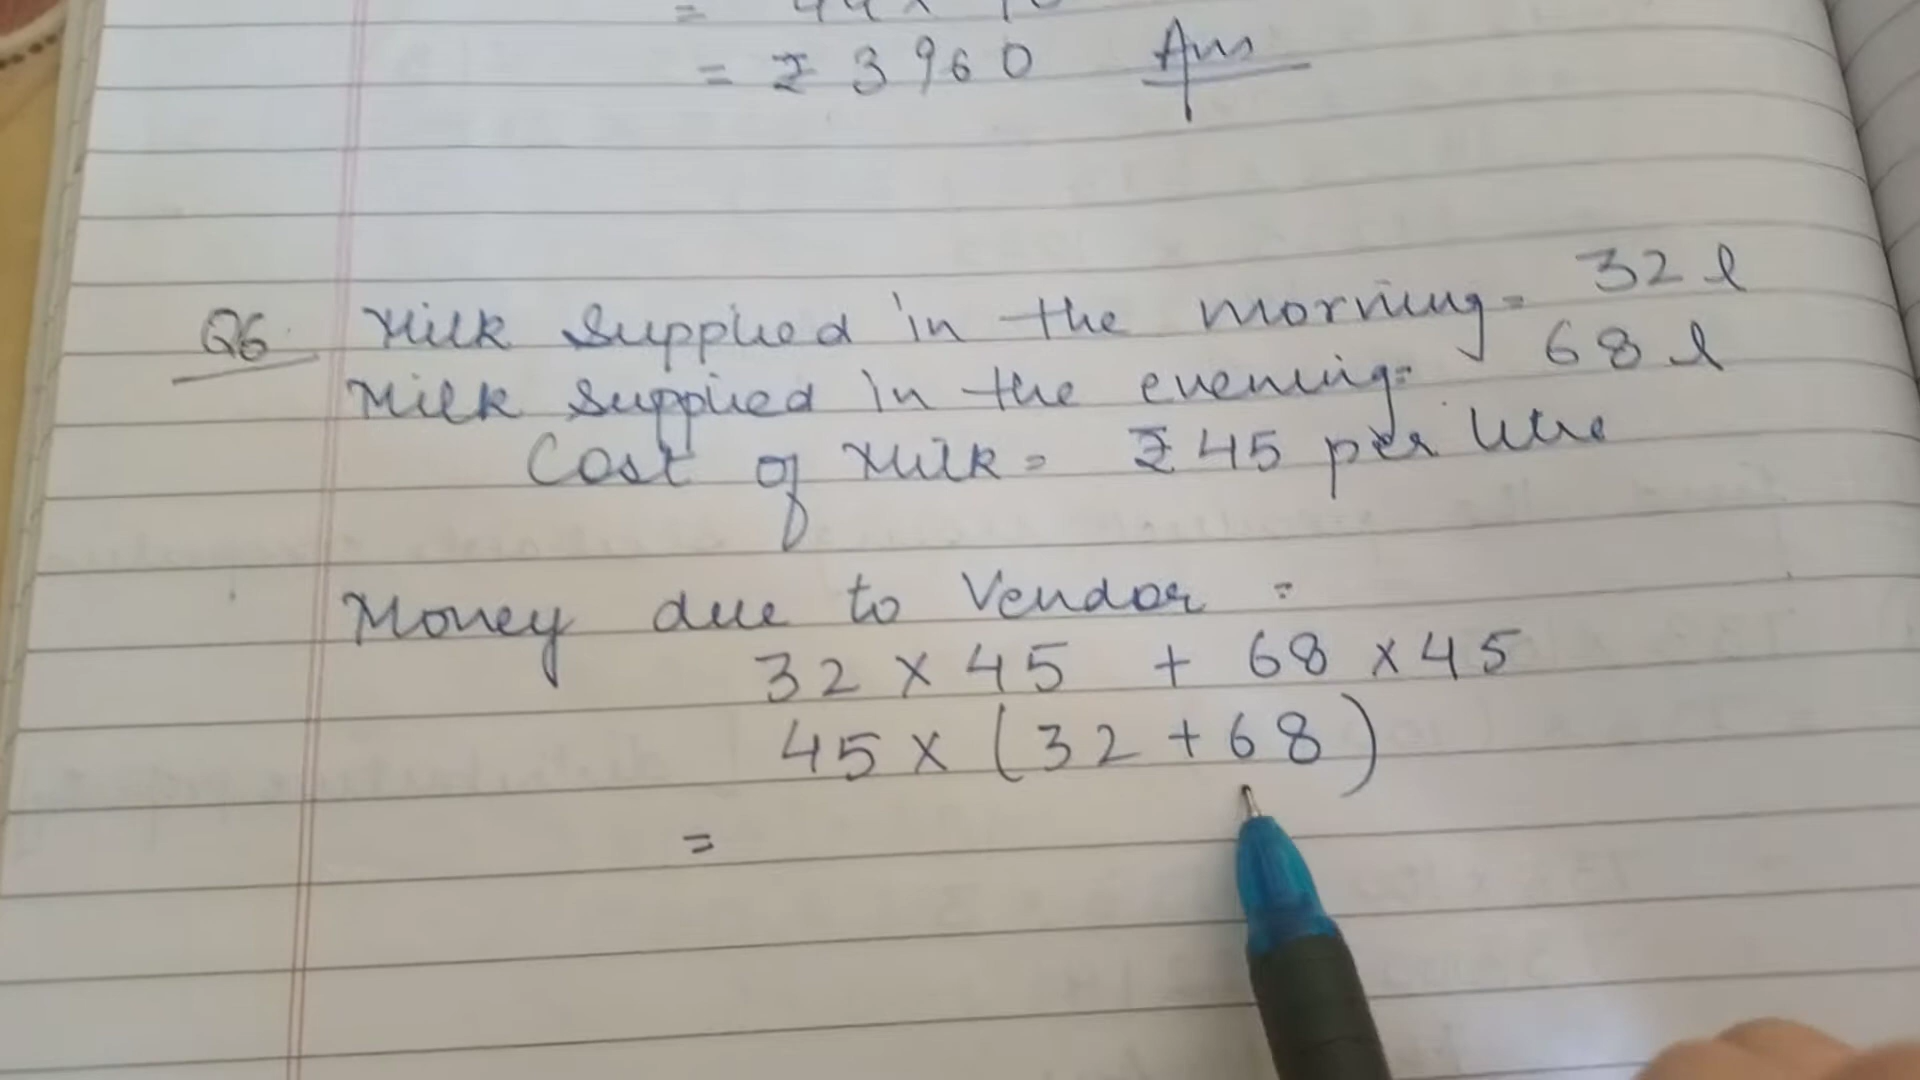 = ₹ 3960 Ans
Q6. Milk Supplied in the morning = 32 l
Milk Supplied in the evening = 68 l
Cost of Milk = ₹ 45 per litre
Money due to Vendor =
32 × 45 + 68 × 45
45 × (32 + 68)
=